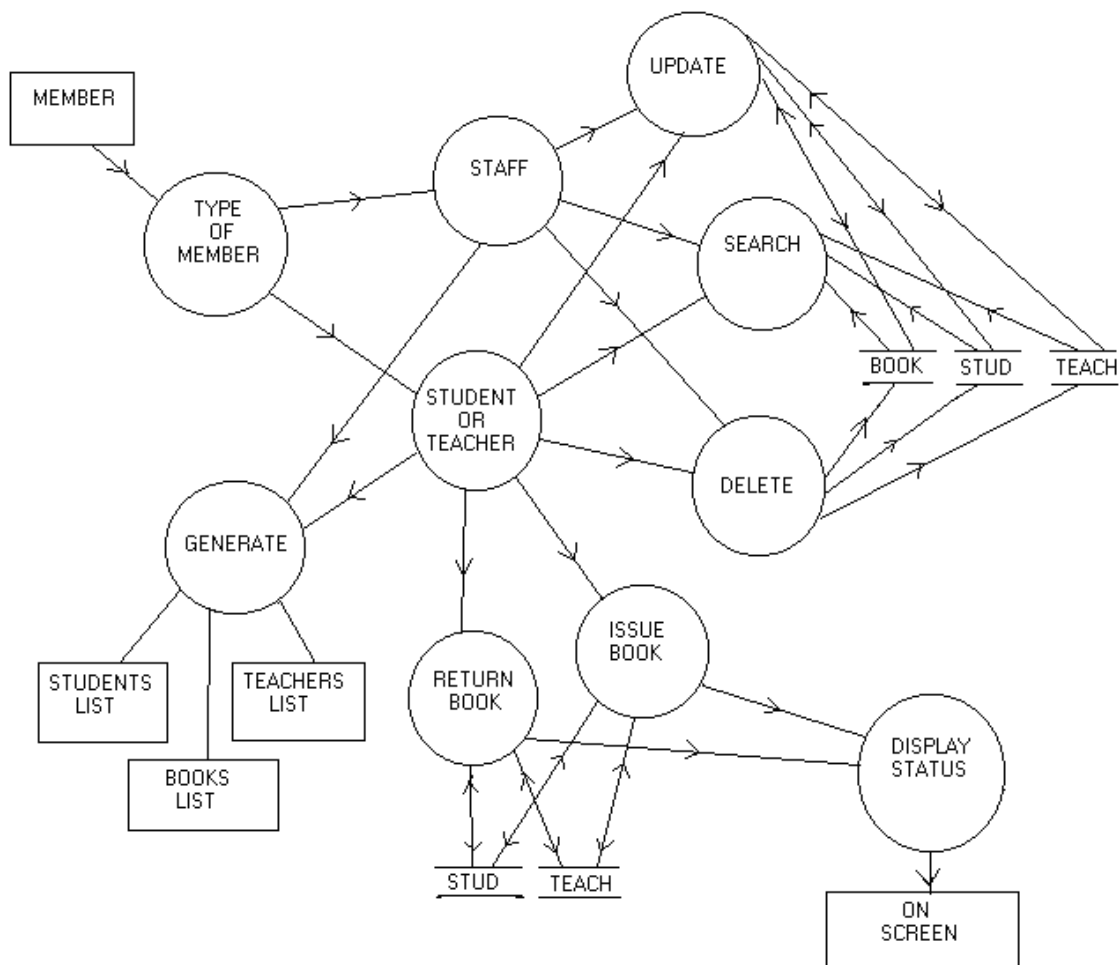 UPDATE
MEMBER
STAFF
TYPE
OF
MEMBER
SEARCH
BOOK
STUD
TEACH
STUDENT
OR
TEACHER
DELETE
GENERATE
ISSUE
BOOK
STUDENTS
LIST
TEACHERS
LIST
RETURN
BOOK
BOOKS
LIST
DISPLAY
STATUS
STUD
TEACH
ON
SCREEN